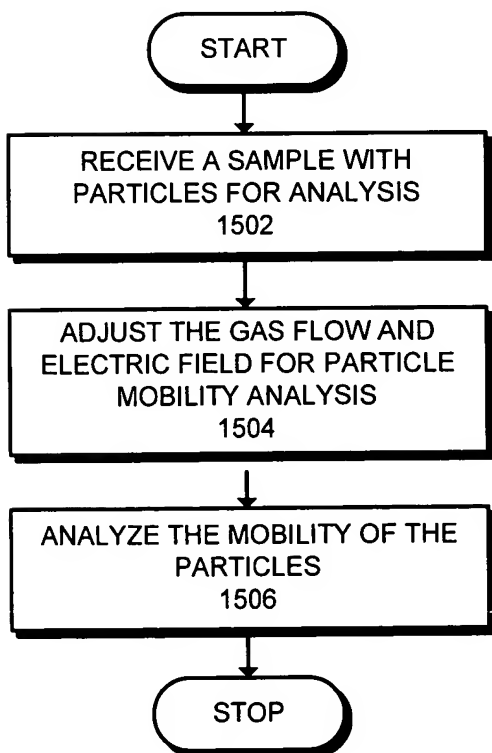 START
RECEIVE A SAMPLE WITH
PARTICLES FOR ANALYSIS
1502
ADJUST THE GAS FLOW AND
ELECTRIC FIELD FOR PARTICLE
MOBILITY ANALYSIS
1504
ANALYZE THE MOBILITY OF THE
PARTICLES
1506
STOP